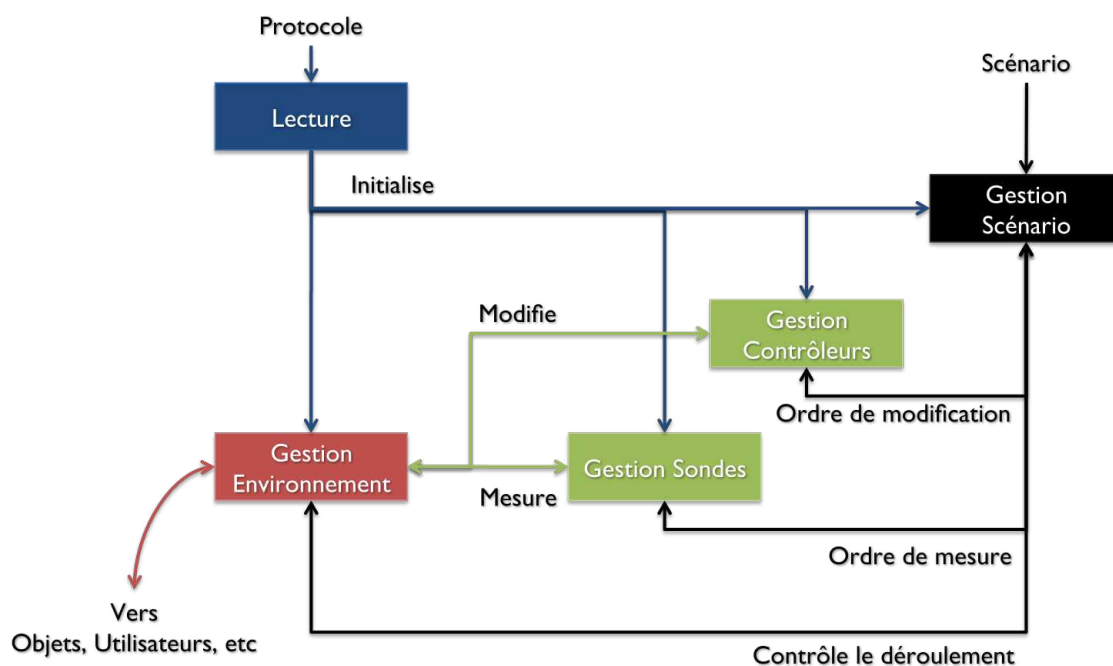 Protocole
Scénario
Lecture
Initialise
Gestion
Scénario
Modifie
Gestion
Contrôleurs
Ordre de modification
Gestion
Environnement
Gestion Sondes
Mesure
Ordre de mesure
Vers
Objets, Utilisateurs, etc
Contrôle le déroulement